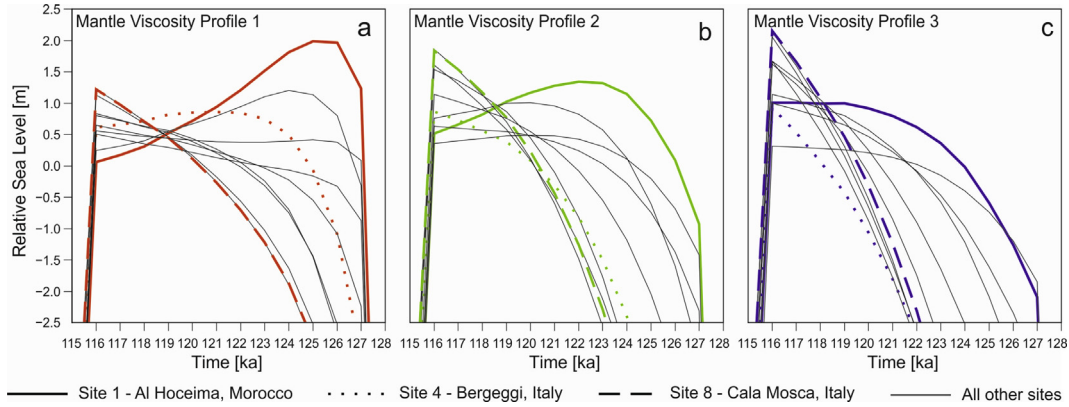 Mantle Viscosity Profile 1
a
Mantle Viscosity Profile 2
b
Mantle Viscosity Profile 3
c
Relative Sea Level [m]
2.5
2.0
1.5
1.0
0.5
0.0
−0.5
−1.0
−1.5
−2.0
−2.5
115 116 117 118 119 120 121 122 123 124 125 126 127 128
115 116 117 118 119 120 121 122 123 124 125 126 127 128
115 116 117 118 119 120 121 122 123 124 125 126 127 128
Time [ka]
Time [ka]
Time [ka]
Site 1 - Al Hoceima, Morocco
Site 4 - Bergeggi, Italy
Site 8 - Cala Mosca, Italy
All other sites